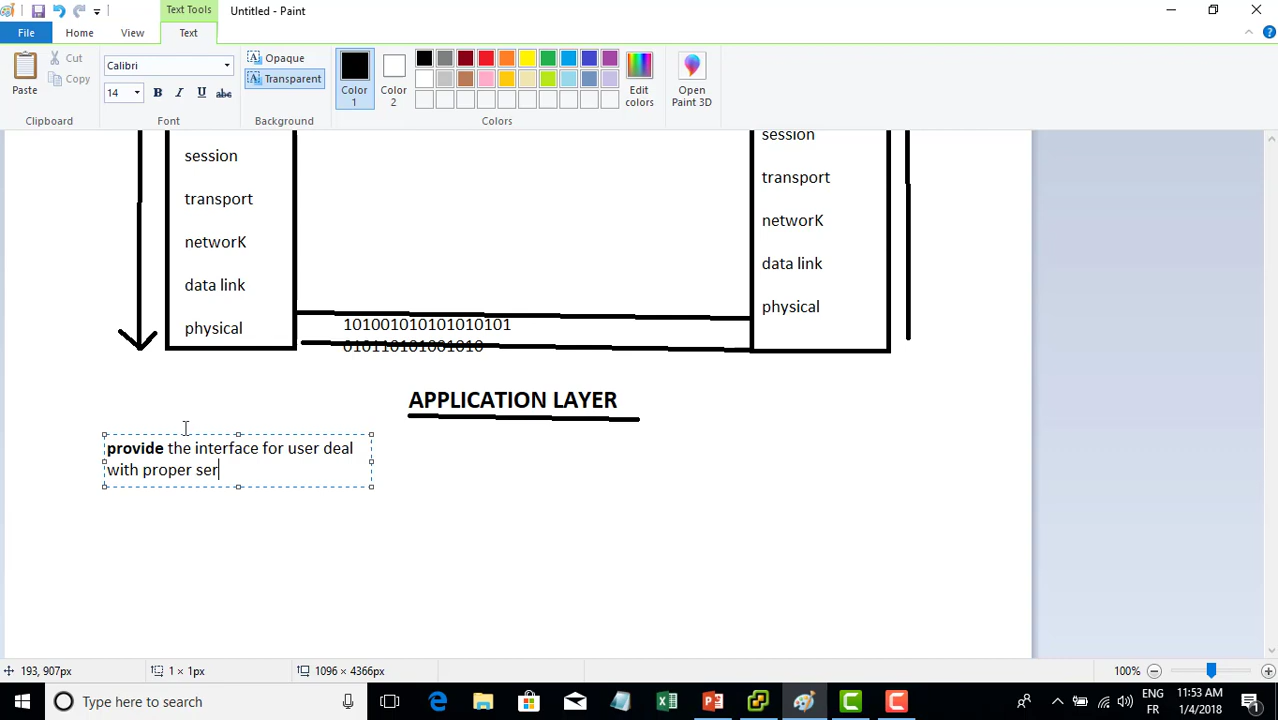 Text Tools
Untitled - Paint
File
Home
View
Text
Paste
Cut
Copy
Clipboard
Calibri
14
B
I
U
abc
Font
A Opaque
A Transparent
Background
Color 1
Color 2
Edit colors
Colors
Open Paint 3D
session
transport
networK
data link
physical
session
transport
networK
data link
physical
101001010101010101
010110101001010
APPLICATION LAYER
provide the interface for user deal
with proper ser
193, 907px
1 × 1px
1096 × 4366px
100%
Type here to search
ENG
FR
11:53 AM
1/4/2018
1